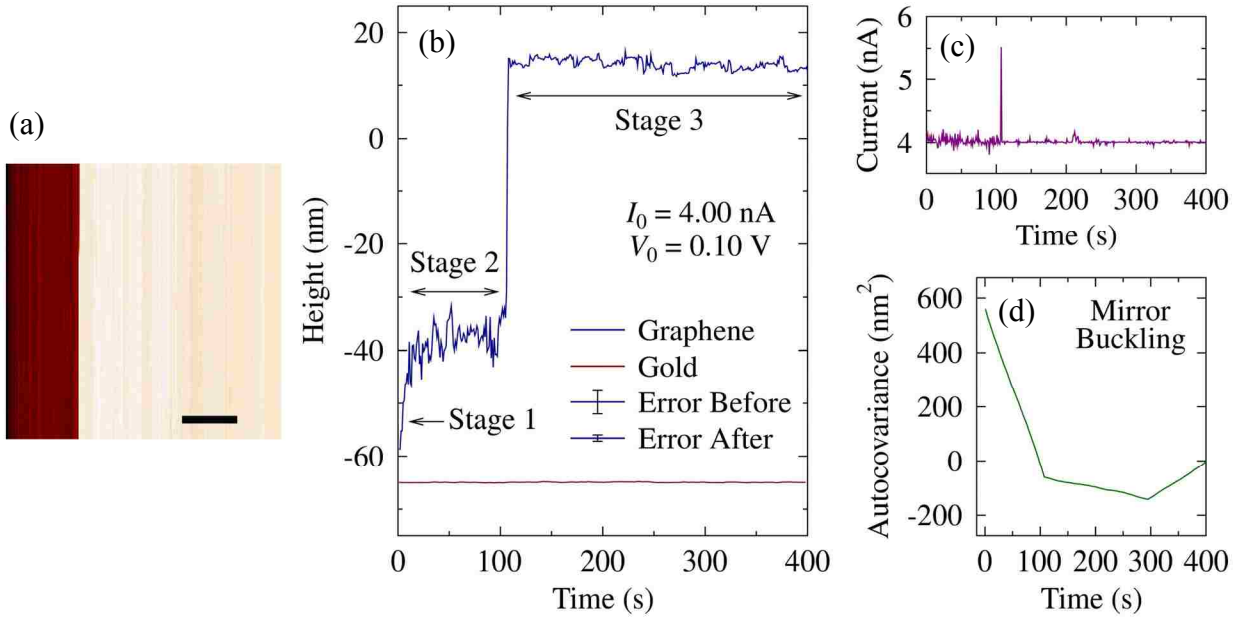 (a)
(b)
20
0
-20
-40
-60
Height (nm)
Stage 3
I0 = 4.00 nA
V0 = 0.10 V
Stage 2
Stage 1
Graphene
Gold
Error Before
Error After
0
100
200
300
400
Time (s)
(c)
6
5
4
Current (nA)
0
100
200
300
400
Time (s)
(d)
Mirror
Buckling
600
400
200
0
-200
Autocovariance (nm²)
0
100
200
300
400
Time (s)